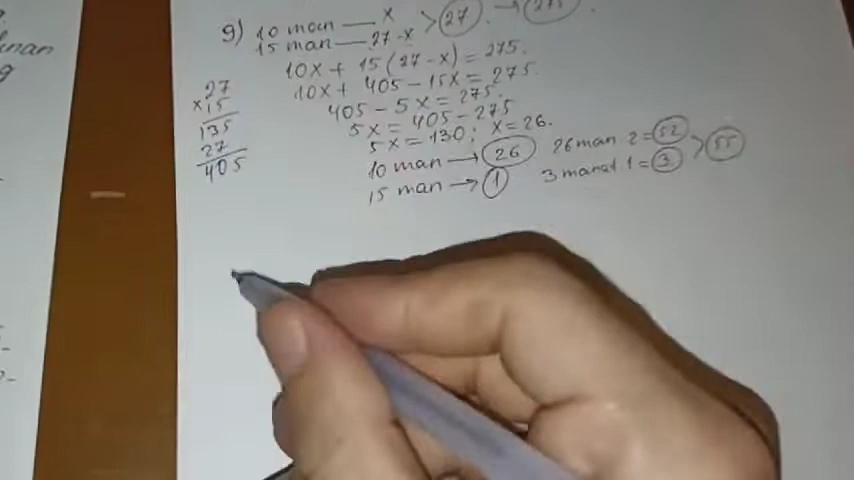 9) 10 man — x > 27 → 275.
15 man — 27-x
10x + 15(27-x) = 275.
10x + 405 - 15x = 275.
405 - 5x = 275.
5x = 405 - 275
5x = 130; x = 26.
10 man → 26
15 man → 1
26 man 2 = 52 > 55
3 manat 1 = 3
27
x 15
135
27
405